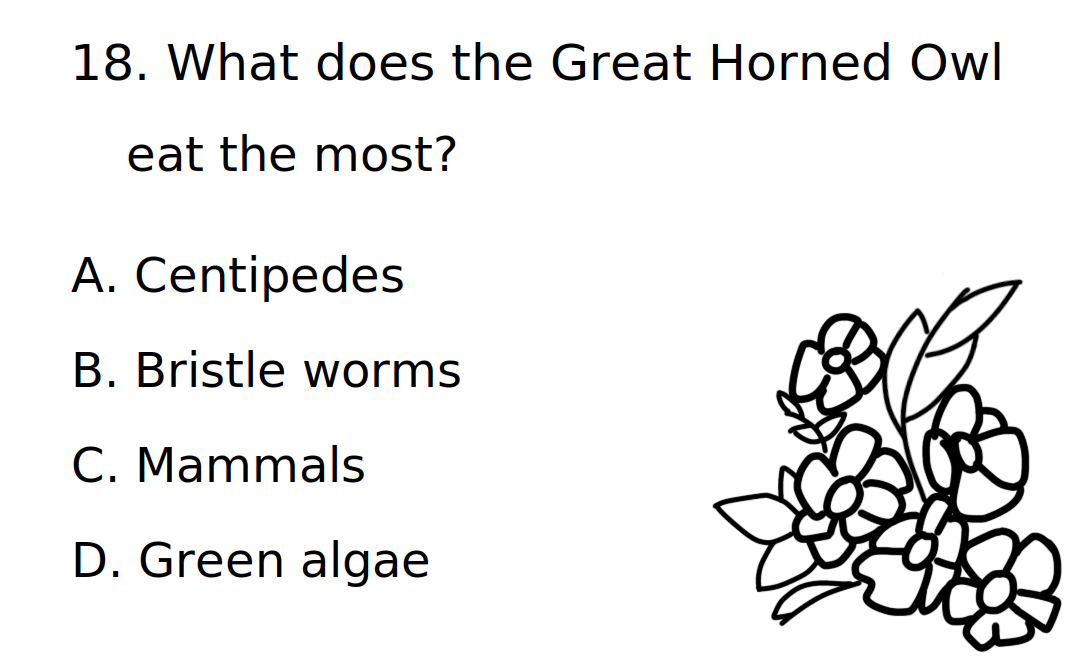 18. What does the Great Horned Owl
eat the most?
A. Centipedes
B. Bristle worms
C. Mammals
D. Green algae